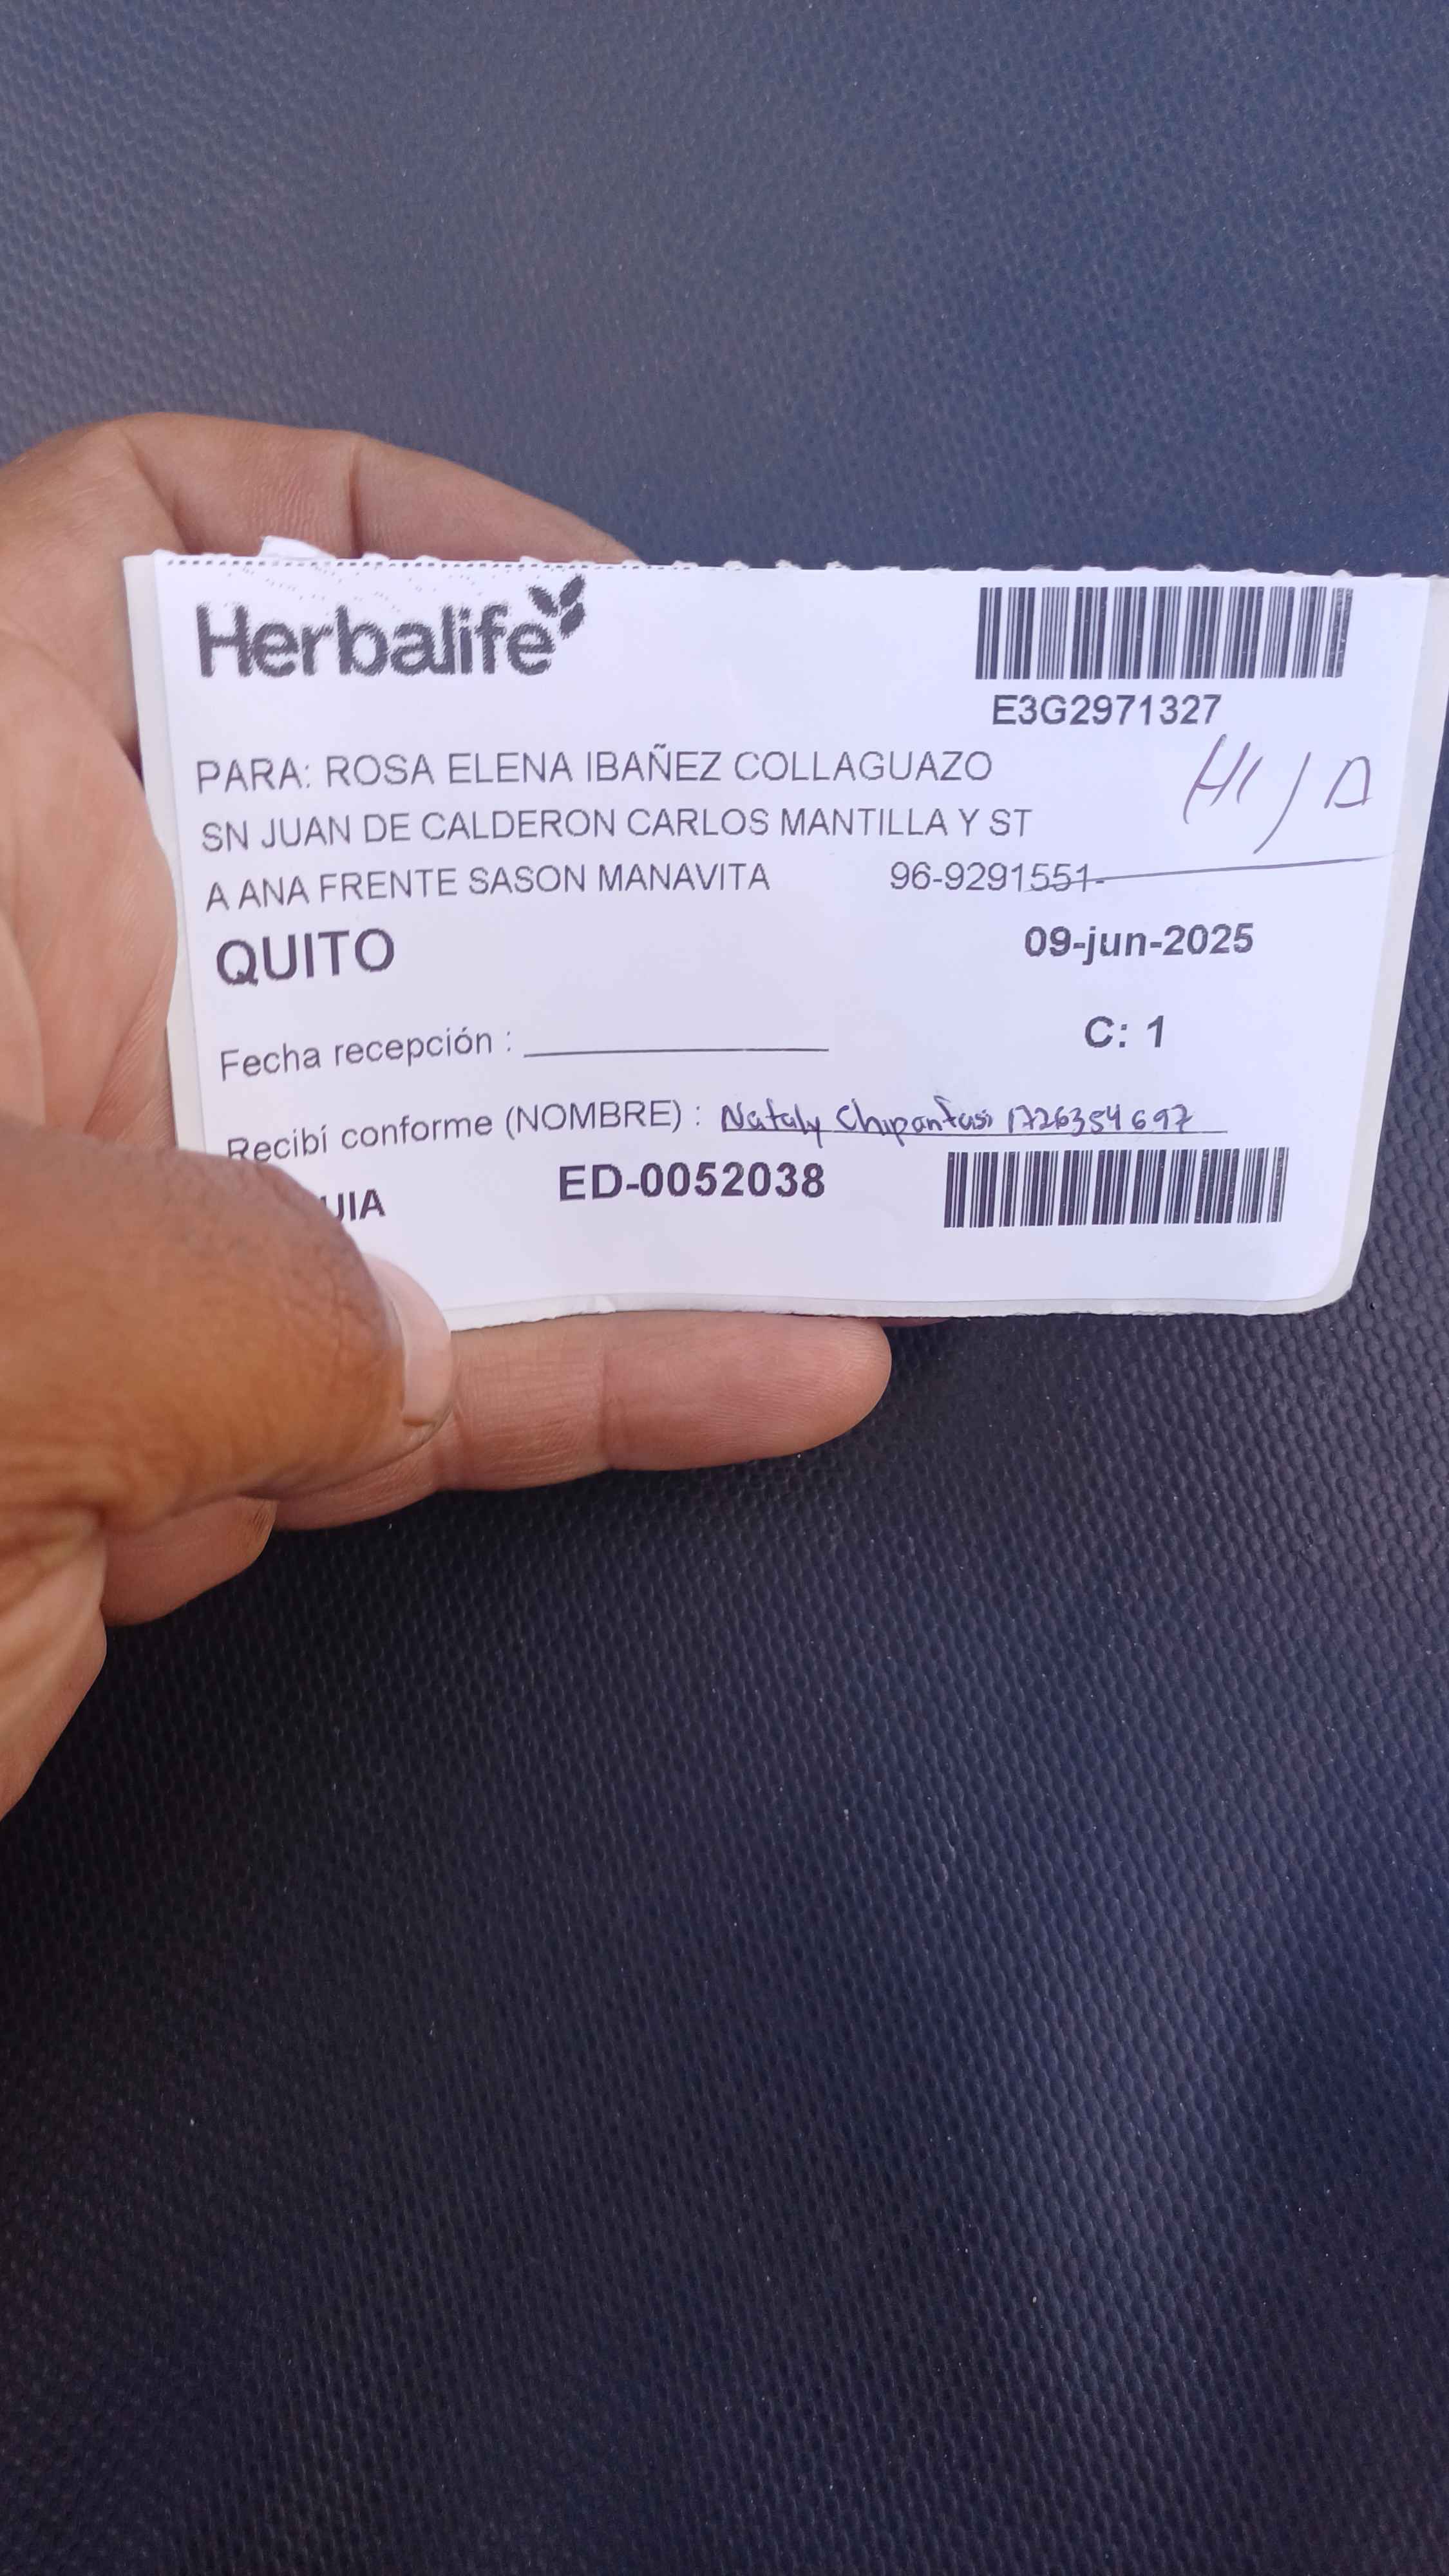 Herbalife
E3G2971327
PARA: ROSA ELENA IBAÑEZ COLLAGUAZO
HIJA
SN JUAN DE CALDERON CARLOS MANTILLA Y ST
A ANA FRENTE SASON MANAVITA 96-9291551-
QUITO 09-jun-2025
Fecha recepción : C: 1
Recibí conforme (NOMBRE) : Nataly Chipantasi 1726354697
UIA ED-0052038